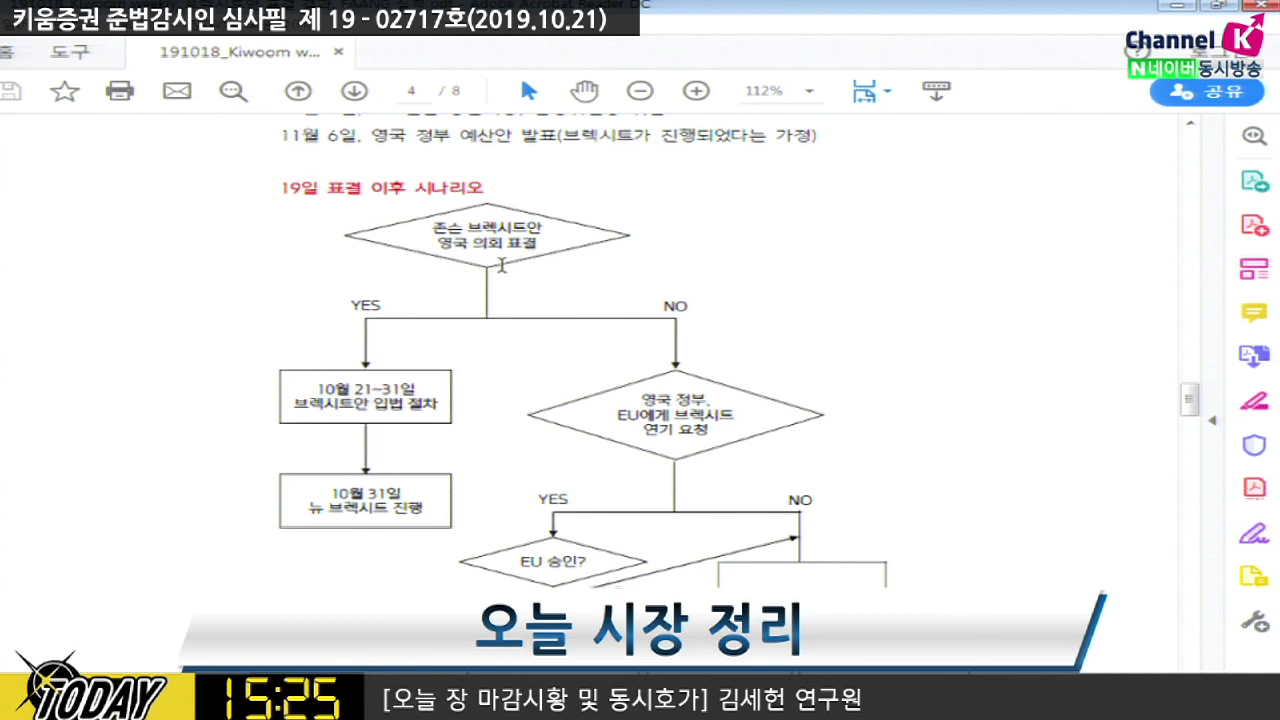 키움증권 준법감시인 심사필 제 19 - 02717호(2019.10.21)
Channel K
N 네이버 동시방송
홈 도구 191018_Kiwoom w... ×
4 / 8 112%
공유
11월 6일, 영국 정부 예산안 발표(브렉시트가 진행되었다는 가정)
19일 표결 이후 시나리오
존슨 브렉시트안
영국 의회 표결
YES NO
10월 21~31일
브렉시트안 입법 절차
영국 정부,
EU에게 브렉시트
연기 요청
10월 31일
뉴 브렉시트 진행
YES NO
EU 승인?
오늘 시장 정리
TODAY 15:25 [오늘 장 마감시황 및 동시호가] 김세헌 연구원